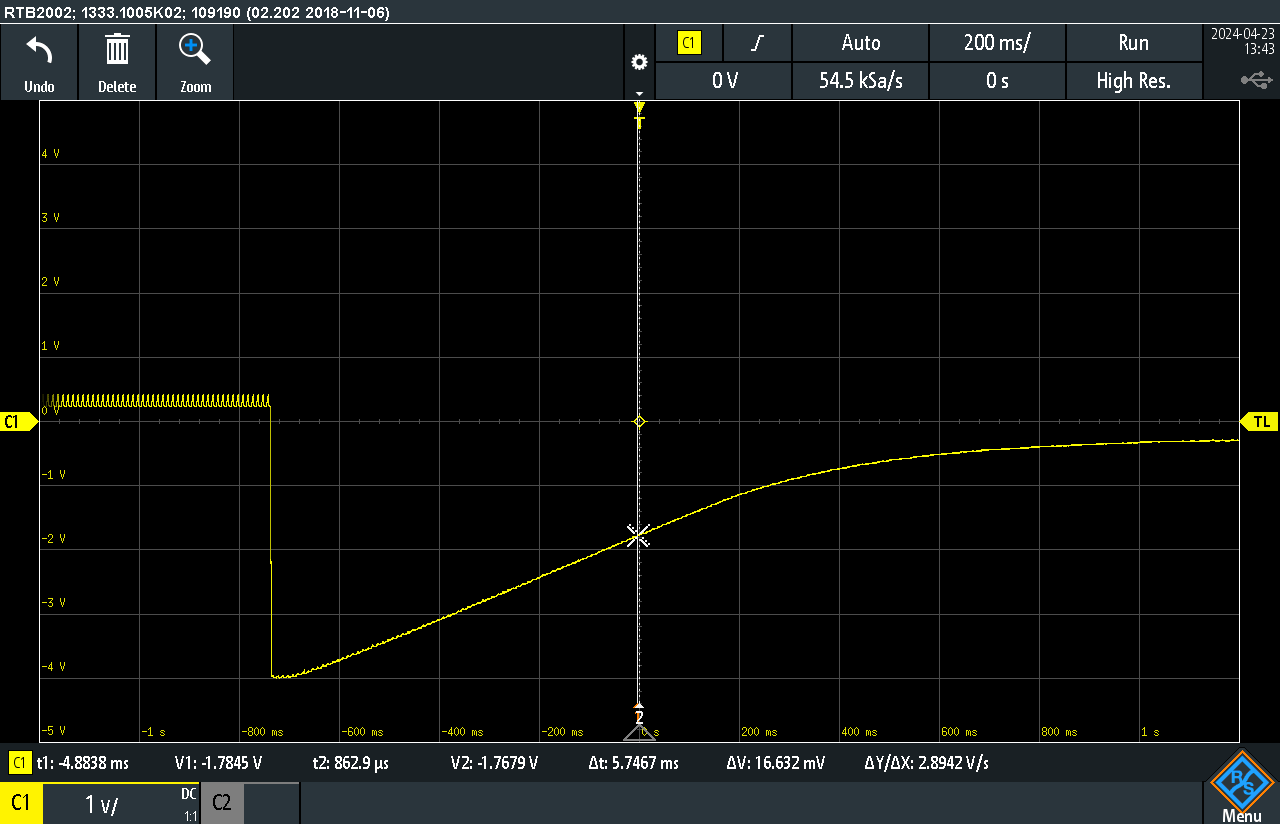 RTB2002; 1333.1005K02; 109190 (02.202 2018-11-06)
Undo
Delete
Zoom
C1
Auto
200 ms/
Run
0 V
54.5 kSa/s
0 s
High Res.
2024-04-23
13:43
T
4 V
3 V
2 V
1 V
0 V
C1
TL
-1 V
-2 V
-3 V
-4 V
-5 V
2
-1 s
-800 ms
-600 ms
-400 ms
-200 ms
0 s
200 ms
400 ms
600 ms
800 ms
1 s
C1 t1: -4.8838 ms V1: -1.7845 V t2: 862.9 µs V2: -1.7679 V Δt: 5.7467 ms ΔV: 16.632 mV ΔY/ΔX: 2.8942 V/s
C1
1 V/
DC
1:1
C2
R S
Menu